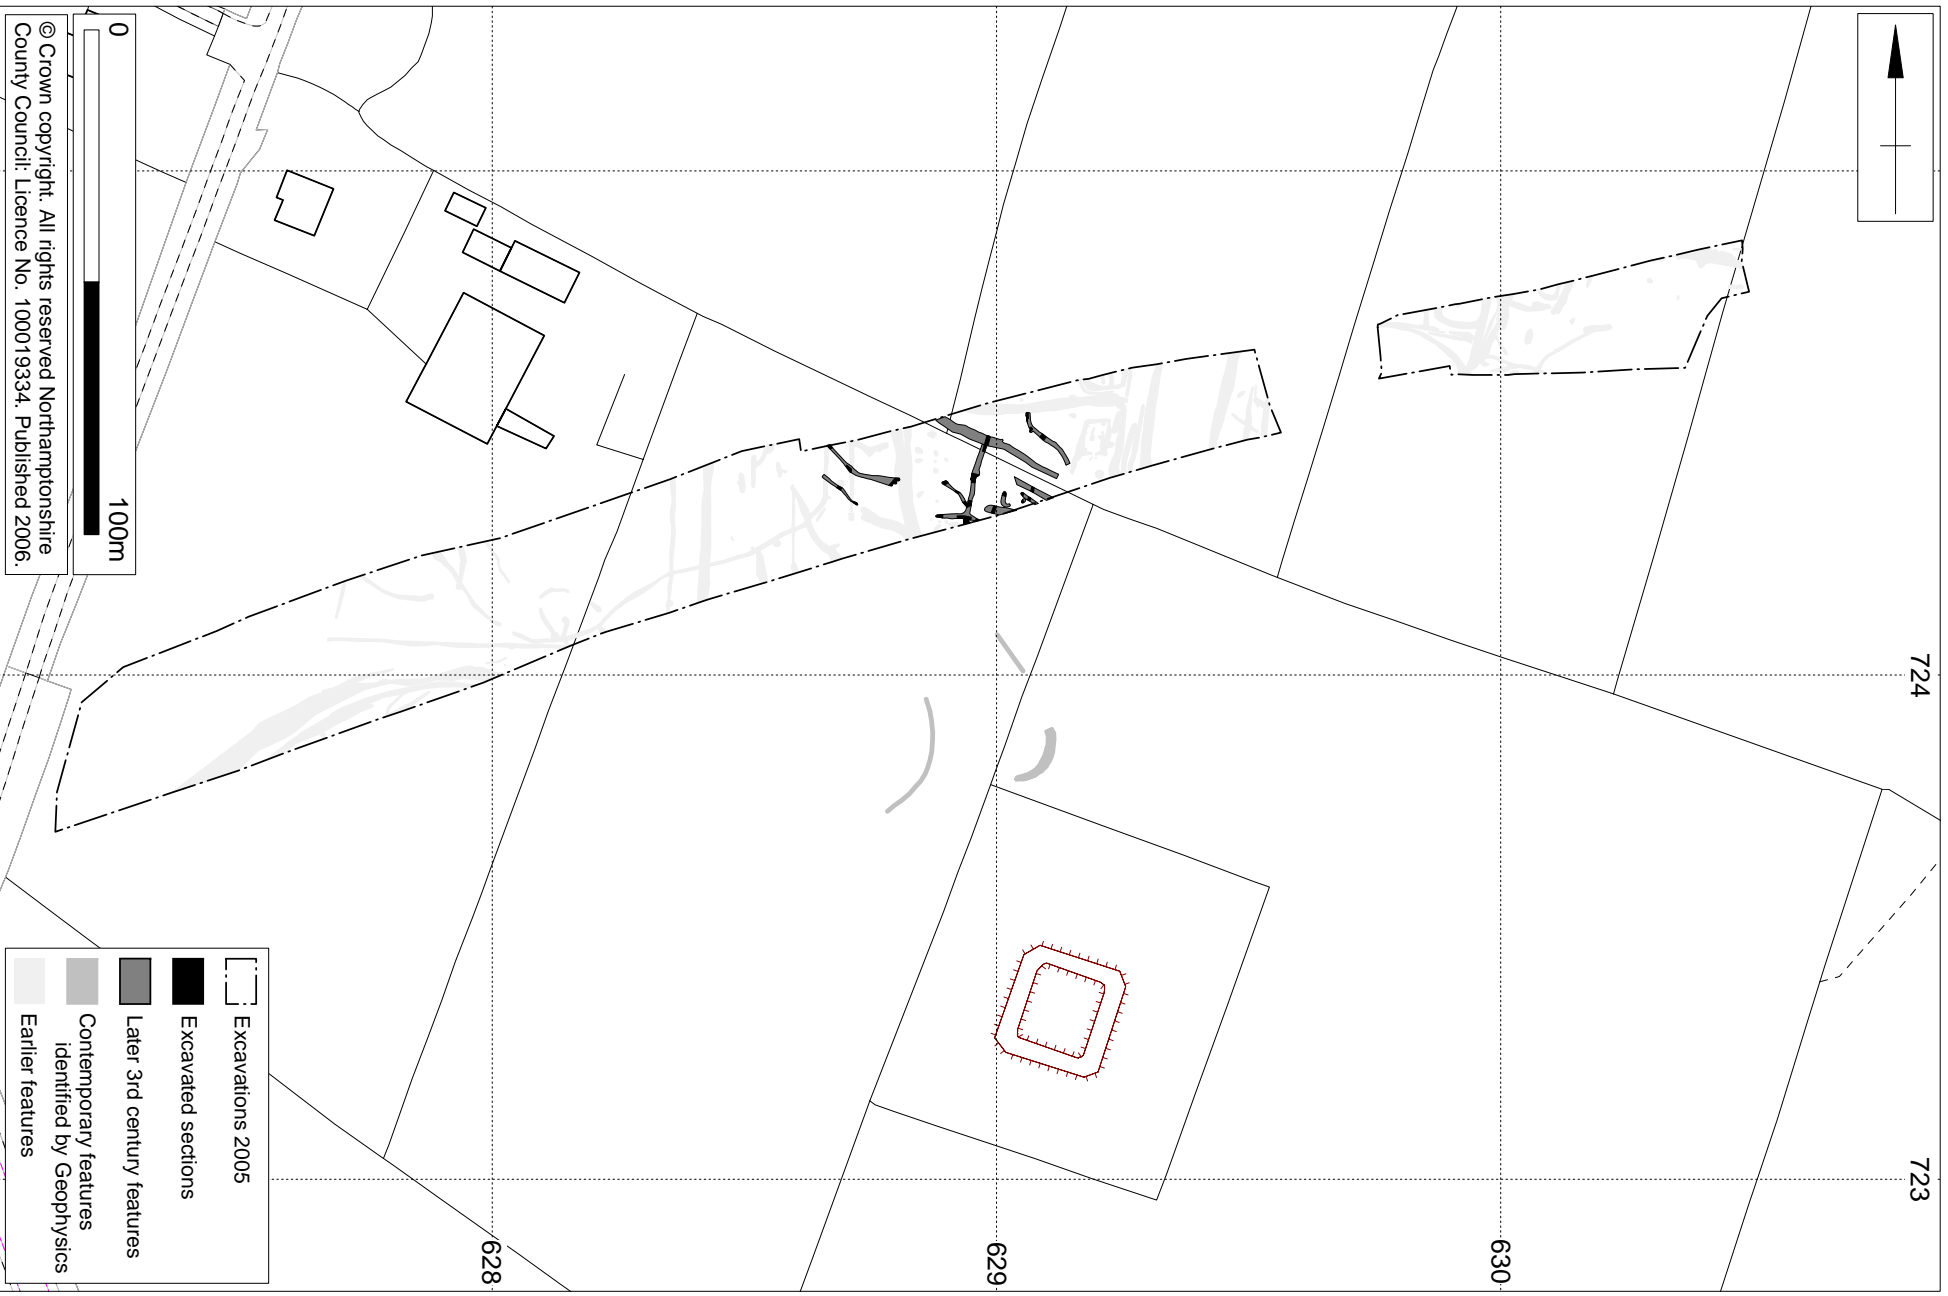 0
100m
© Crown copyright. All rights reserved Northamptonshire
County Council: Licence No. 100019334. Published 2006.
724
723
628
629
630
Excavations 2005
Excavated sections
Later 3rd century features
Contemporary features
identified by Geophysics
Earlier features